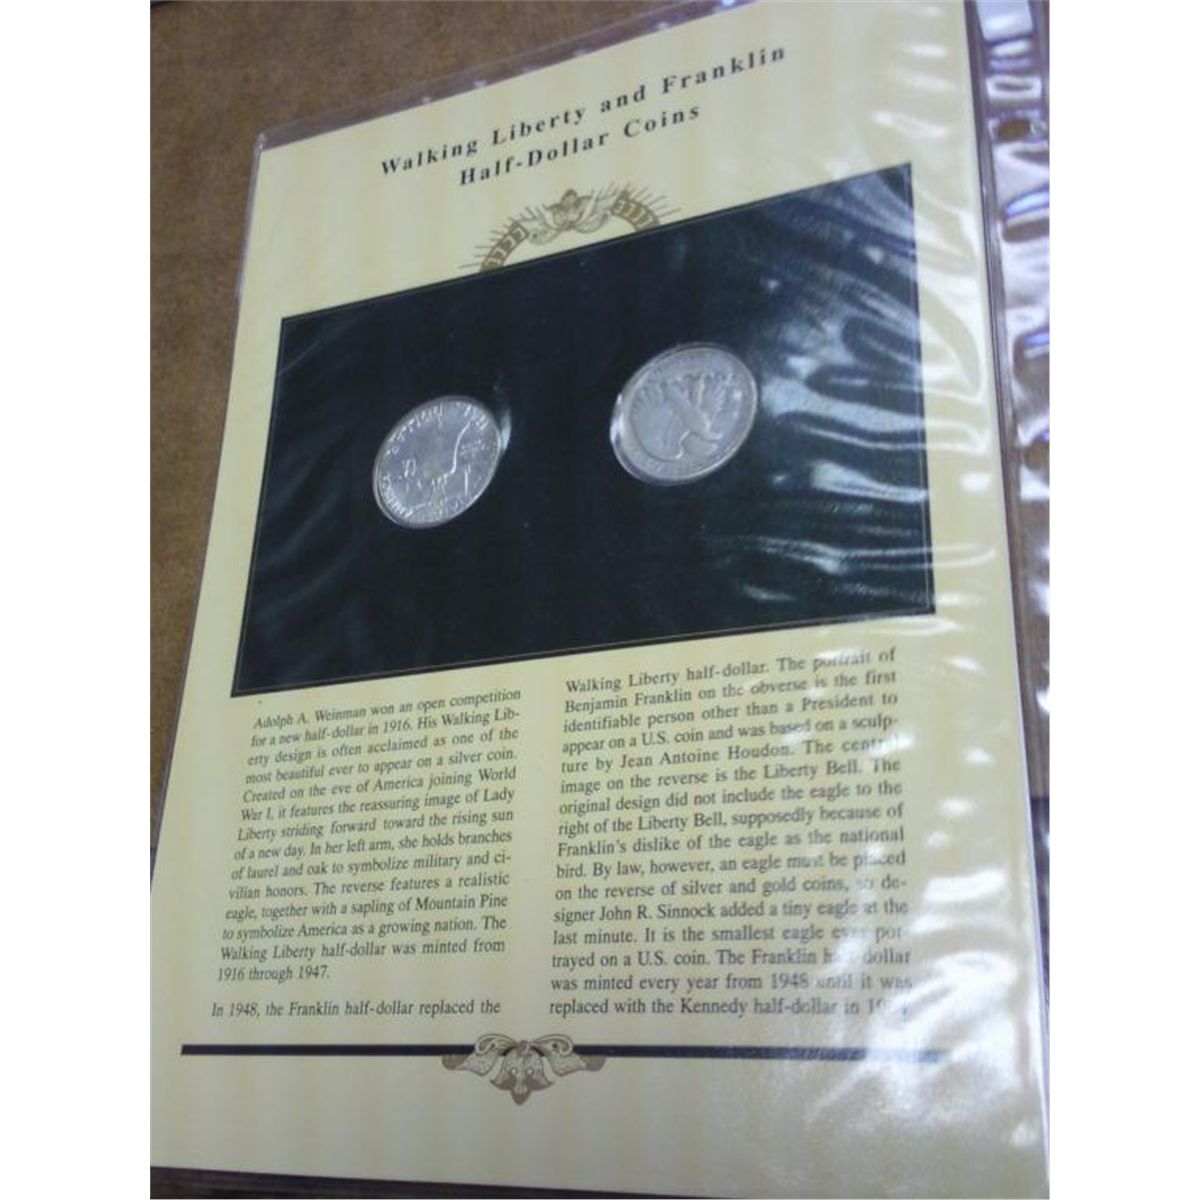 Walking Liberty and Franklin
Half-Dollar Coins
Adolph A. Weinman won an open competition
for a new half-dollar in 1916. His Walking Lib-
erty design is often acclaimed as one of the
most beautiful ever to appear on a silver coin.
Created on the eve of America joining World
War I, it features the reassuring image of Lady
Liberty striding forward toward the rising sun
of a new day. In her left arm, she holds branches
of laurel and oak to symbolize military and ci-
vilian honors. The reverse features a realistic
eagle, together with a sapling of Mountain Pine
to symbolize America as a growing nation. The
Walking Liberty half-dollar was minted from
1916 through 1947.
In 1948, the Franklin half-dollar replaced the
Walking Liberty half-dollar. The portrait of
Benjamin Franklin on the obverse is the first
identifiable person other than a President to
appear on a U.S. coin and was based on a sculp-
ture by Jean Antoine Houdon. The central
image on the reverse is the Liberty Bell. The
original design did not include the eagle to the
right of the Liberty Bell, supposedly because of
Franklin's dislike of the eagle as the national
bird. By law, however, an eagle must be placed
on the reverse of silver and gold coins, so de-
signer John R. Sinnock added a tiny eagle at the
last minute. It is the smallest eagle ever por-
trayed on a U.S. coin. The Franklin half-dollar
was minted every year from 1948 until it was
replaced with the Kennedy half-dollar in